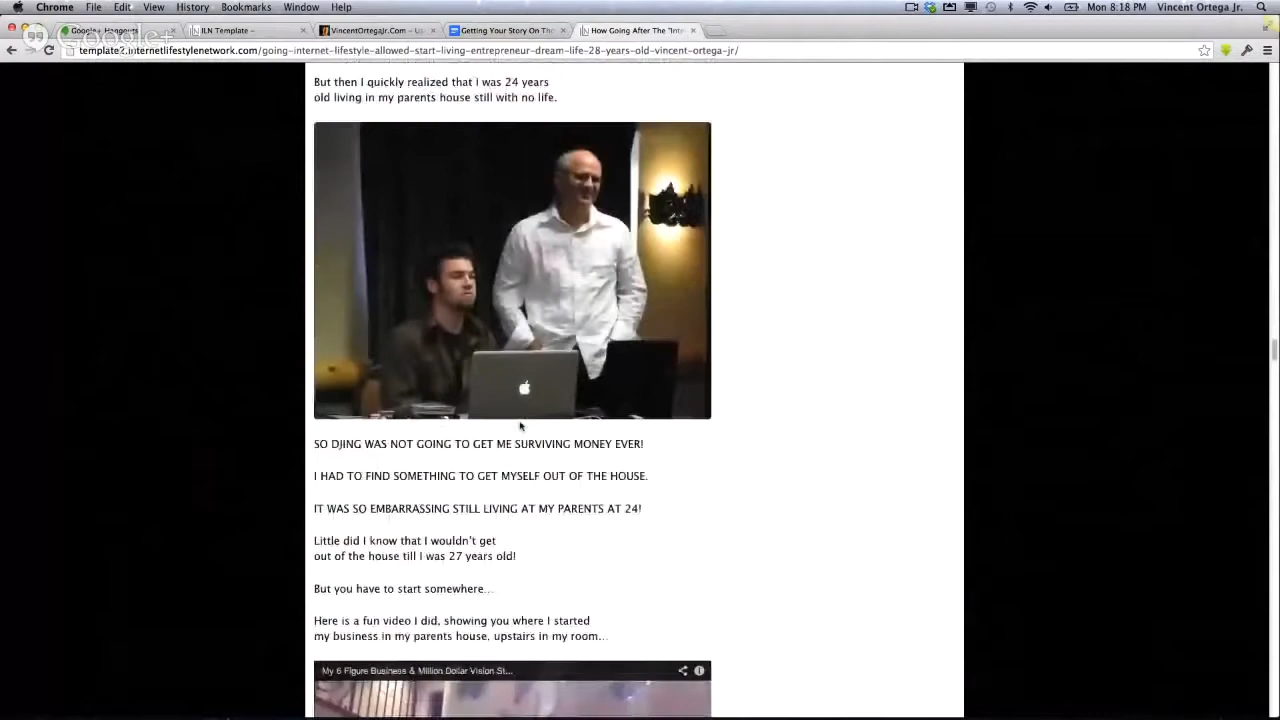 Chrome File Edit View History Bookmarks Window Help
Mon 8:18 PM Vincent Ortega Jr.
Google+
Google+ Hangouts
ILN Template –
VincentOrtegaJr.Com – U
Getting Your Story On The
How Going After The "Inte
template2.internetlifestylenetwork.com/going-internet-lifestyle-allowed-start-living-entrepreneur-dream-life-28-years-old-vincent-ortega-jr/
But then I quickly realized that I was 24 years
old living in my parents house still with no life.
SO DJING WAS NOT GOING TO GET ME SURVIVING MONEY EVER!
I HAD TO FIND SOMETHING TO GET MYSELF OUT OF THE HOUSE.
IT WAS SO EMBARRASSING STILL LIVING AT MY PARENTS AT 24!
Little did I know that I wouldn't get
out of the house till I was 27 years old!
But you have to start somewhere...
Here is a fun video I did, showing you where I started
my business in my parents house, upstairs in my room...
My 6 Figure Business & Million Dollar Vision St...